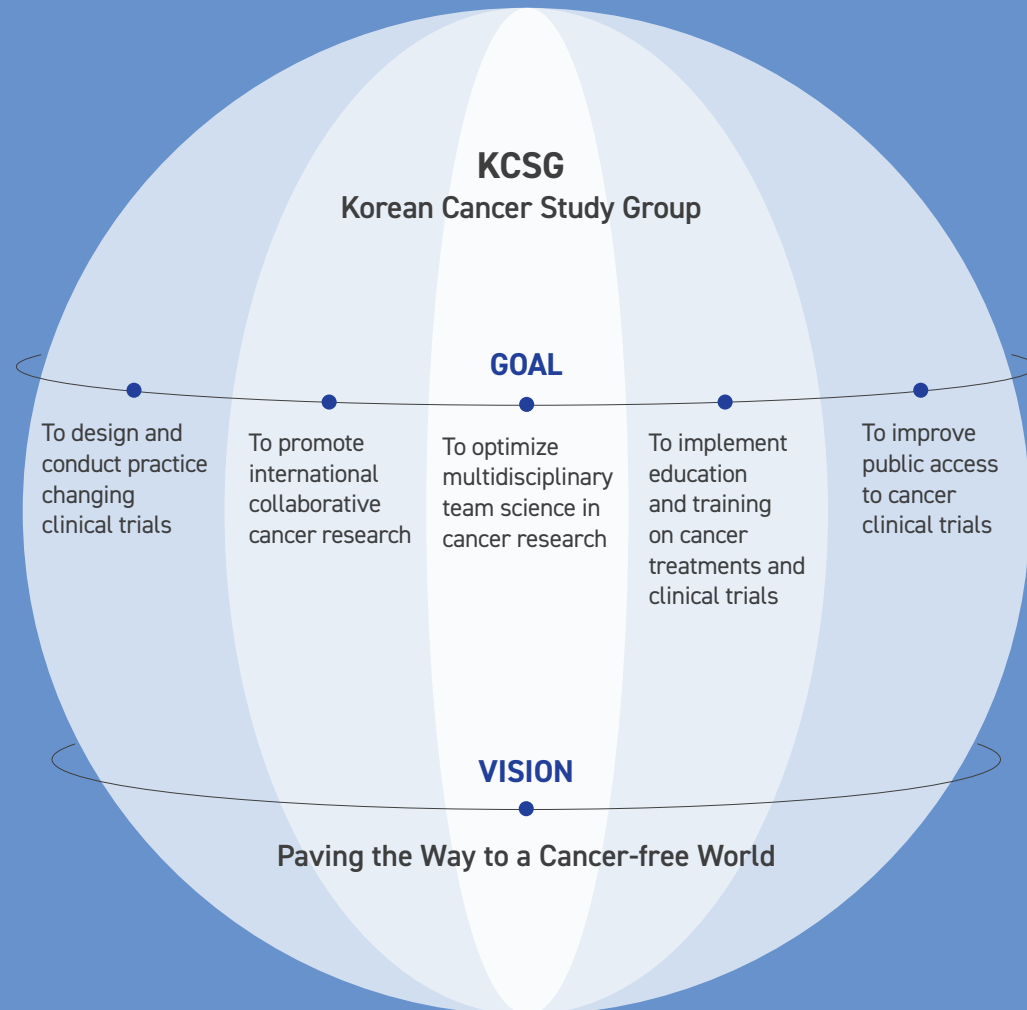 KCSG
Korean Cancer Study Group
GOAL
To design and
conduct practice
changing
clinical trials
To promote
international
collaborative
cancer research
To optimize
multidisciplinary
team science in
cancer research
To implement
education
and training
on cancer
treatments and
clinical trials
To improve
public access
to cancer
clinical trials
VISION
Paving the Way to a Cancer-free World